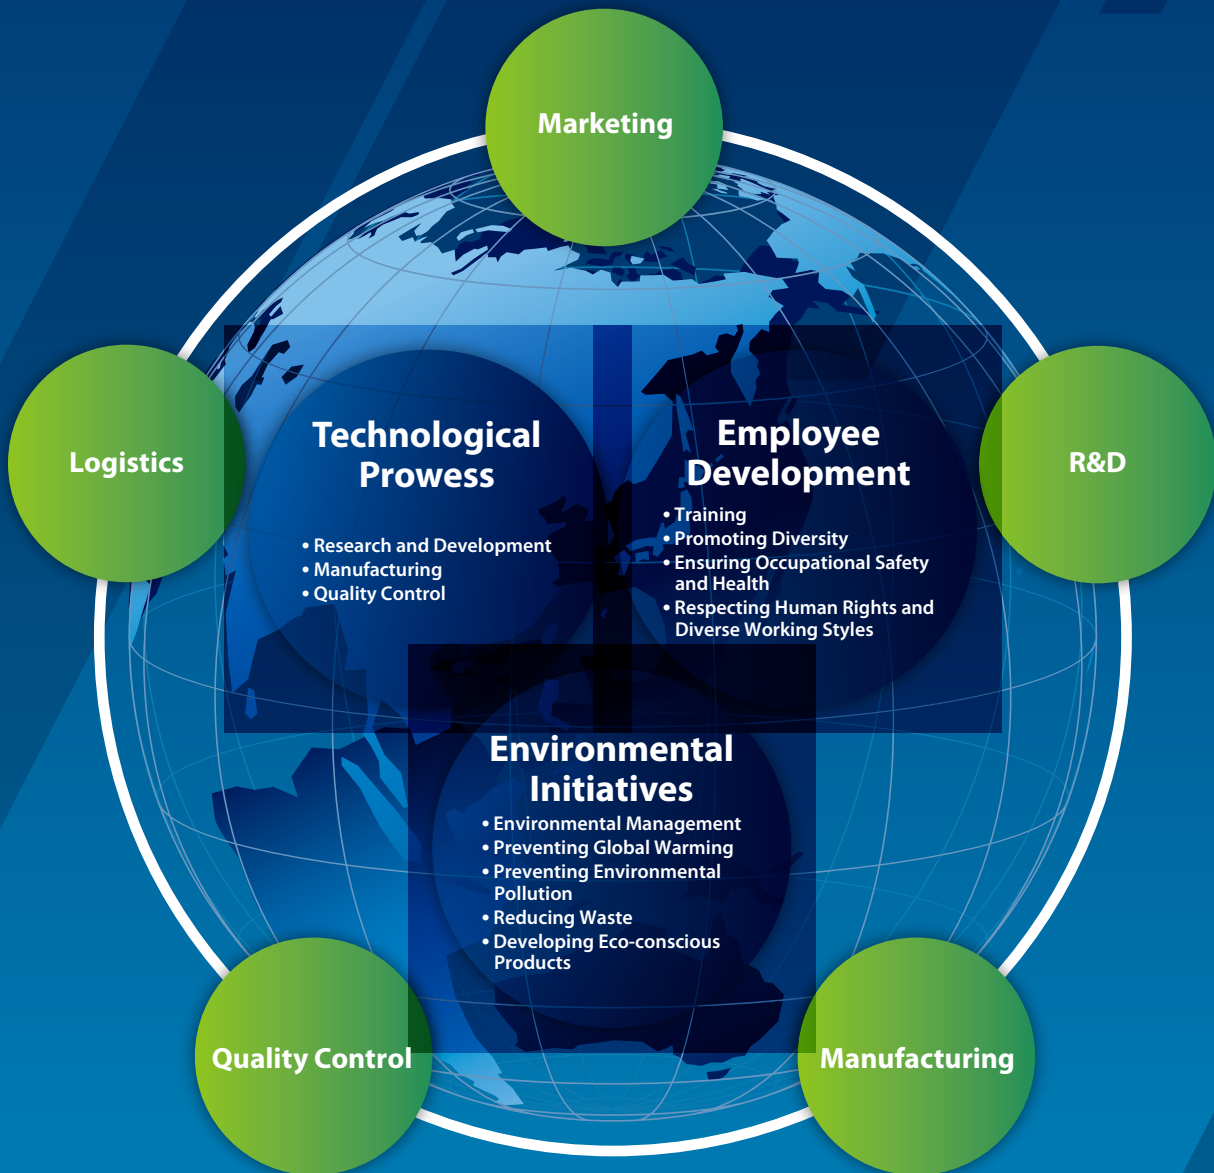 Marketing
Logistics
R&D
Technological
Prowess
• Research and Development
• Manufacturing
• Quality Control
Employee
Development
• Training
• Promoting Diversity
• Ensuring Occupational Safety
and Health
• Respecting Human Rights and
Diverse Working Styles
Environmental
Initiatives
• Environmental Management
• Preventing Global Warming
• Preventing Environmental
Pollution
• Reducing Waste
• Developing Eco-conscious
Products
Quality Control
Manufacturing